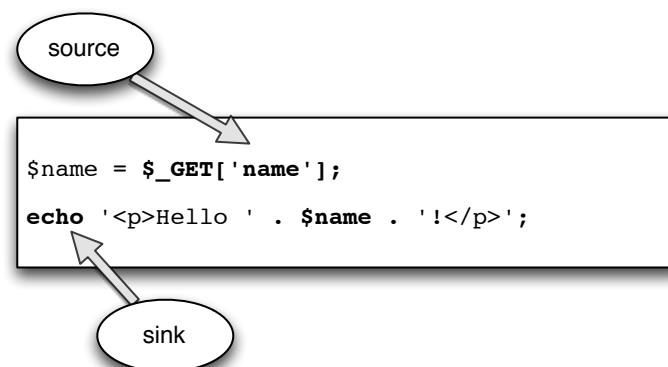 source
$name = $_GET['name'];
echo '<p>Hello ' . $name . '!</p>';
sink